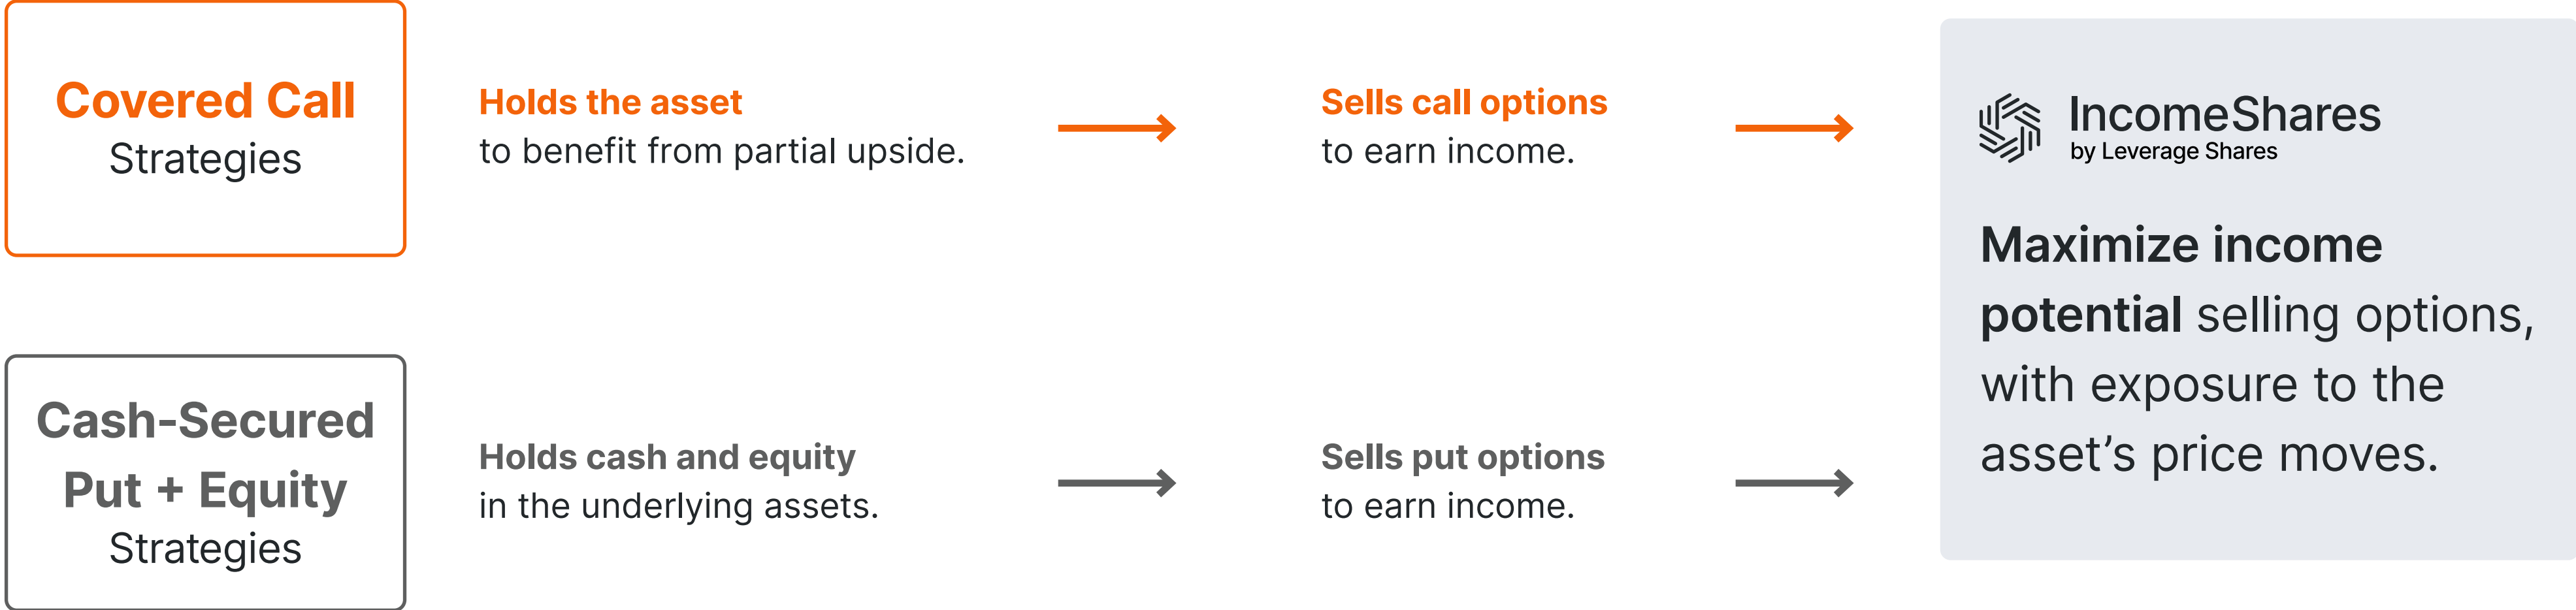 Covered Call
Strategies
Holds the asset
to benefit from partial upside.
Sells call options
to earn income.
Cash-Secured
Put + Equity
Strategies
Holds cash and equity
in the underlying assets.
Sells put options
to earn income.
IncomeShares
by Leverage Shares
Maximize income
potential selling options,
with exposure to the
asset’s price moves.